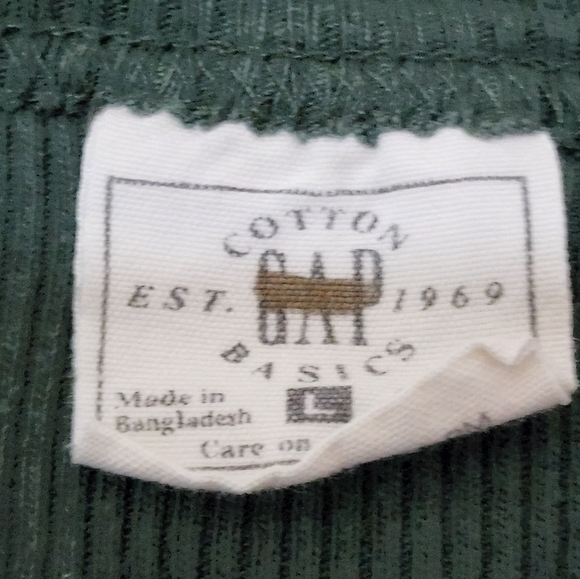 COTTON
GAP
EST. 1969
BASICS
L
Made in
Bangladesh
Care on